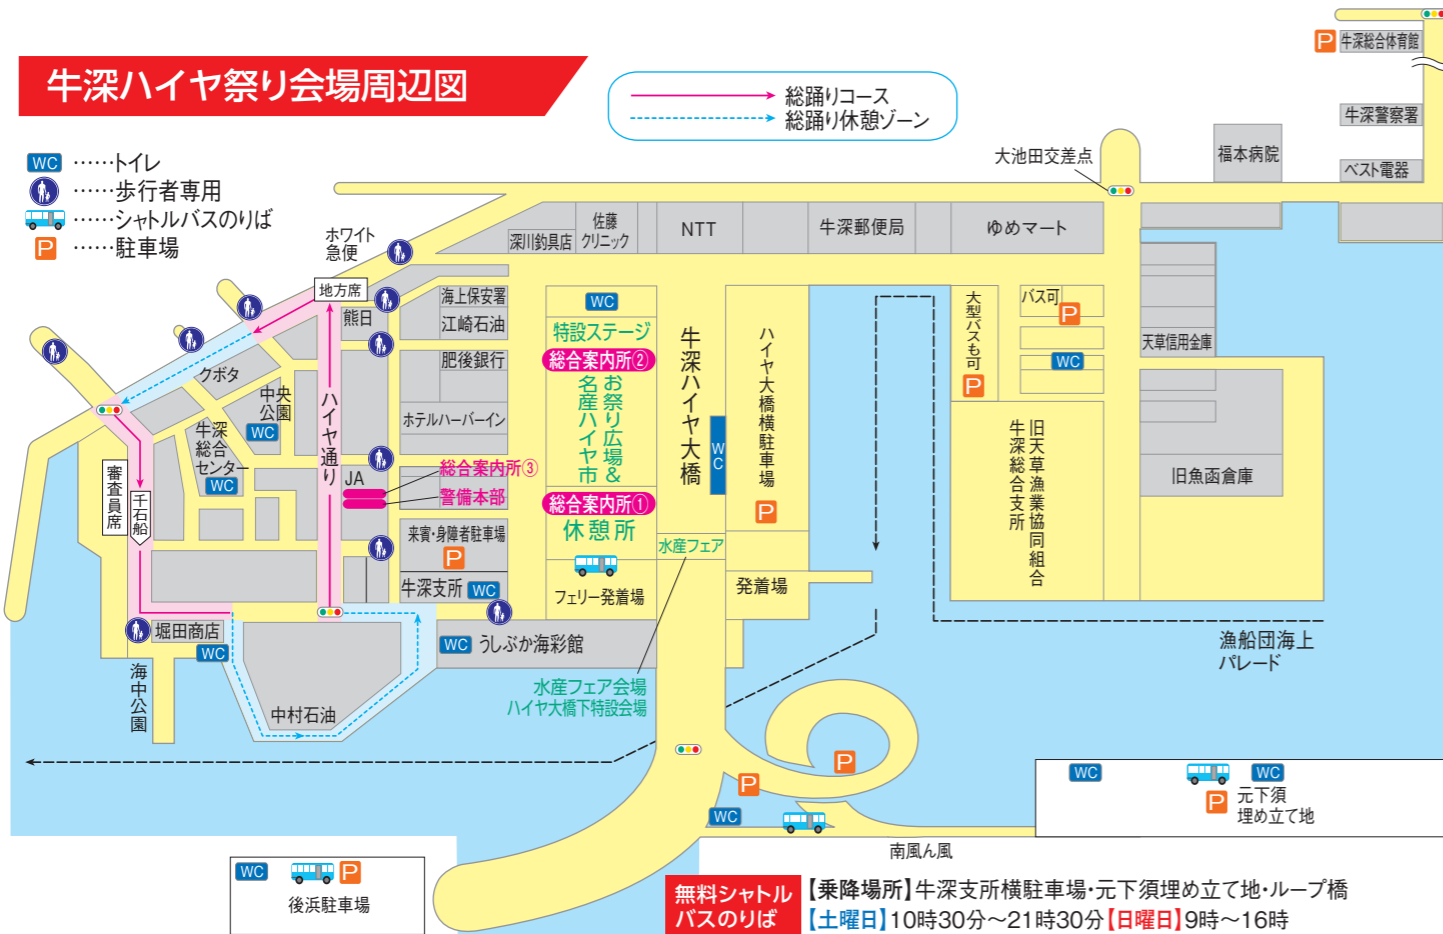 牛深ハイヤ祭り会場周辺図
総踊りコース
総踊り休憩ゾーン
WC ……トイレ
……歩行者専用
……シャトルバスのりば
P ……駐車場
P 牛深総合体育館
牛深警察署
ベスト電器
福本病院
大池田交差点
ホワイト
急便
深川釣具店
佐藤
クリニック
NTT
牛深郵便局
ゆめマート
地方席
熊日
海上保安署
江崎石油
肥後銀行
ホテルハーバーイン
WC
特設ステージ
総合案内所②
お祭り広場&
名産ハイヤ市
総合案内所①
休憩所
フェリー発着場
牛深ハイヤ大橋
WC
ハイヤ大橋横駐車場
P
大型バスも可
P
バス可
P
WC
天草信用金庫
旧天草漁業協同組合
牛深総合支所
旧魚函倉庫
クボタ
中央
公園
WC
牛深
総合
センター
WC
ハイヤ通り
JA
総合案内所③
警備本部
来賓・身障者駐車場
P
牛深支所 WC
審査員席
千石船
水産フェア
発着場
堀田商店
WC
海中公園
中村石油
WC うしぶか海彩館
水産フェア会場
ハイヤ大橋下特設会場
漁船団海上
パレード
P
P
WC
南風ん風
WC
WC
P 元下須
埋め立て地
WC
P
後浜駐車場
無料シャトル
バスのりば
【乗降場所】牛深支所横駐車場・元下須埋め立て地・ループ橋
【土曜日】10時30分～21時30分【日曜日】9時～16時